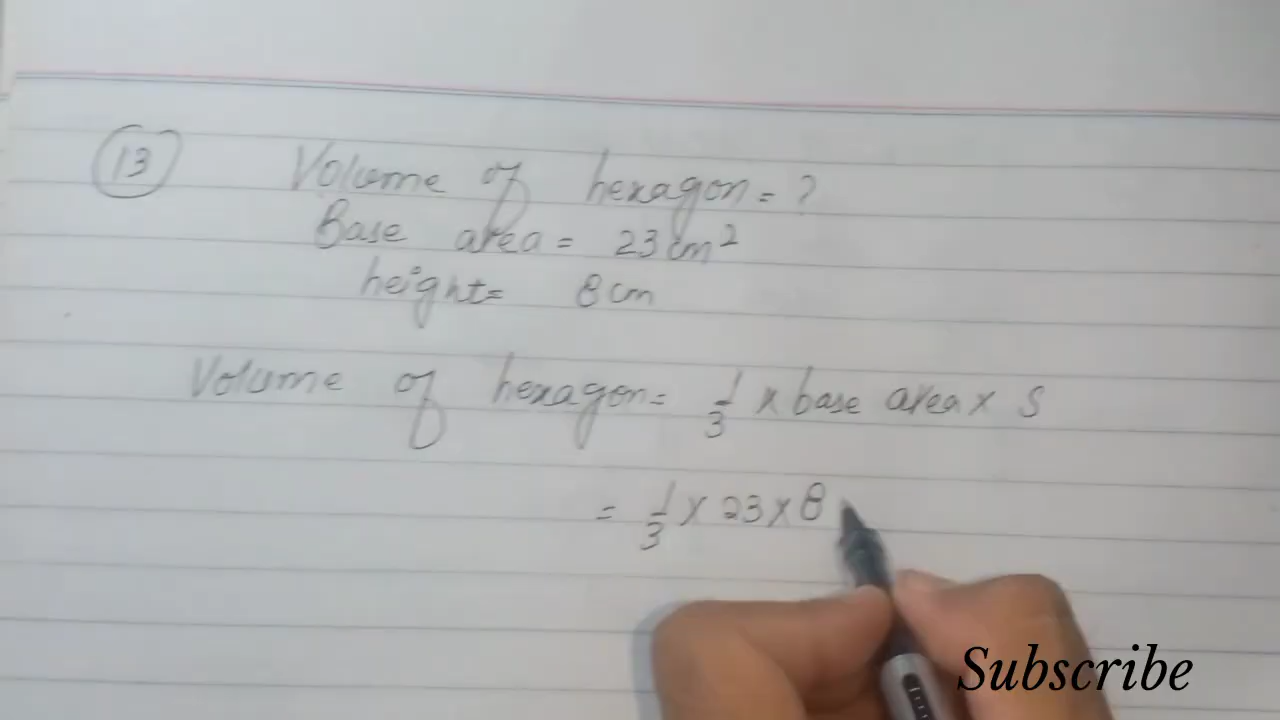 13 Volume of hexagon = ?
Base area = 23 cm²
height = 8 cm
Volume of hexagon = 1/3 × base area × s
= 1/3 × 23 × 8
Subscribe